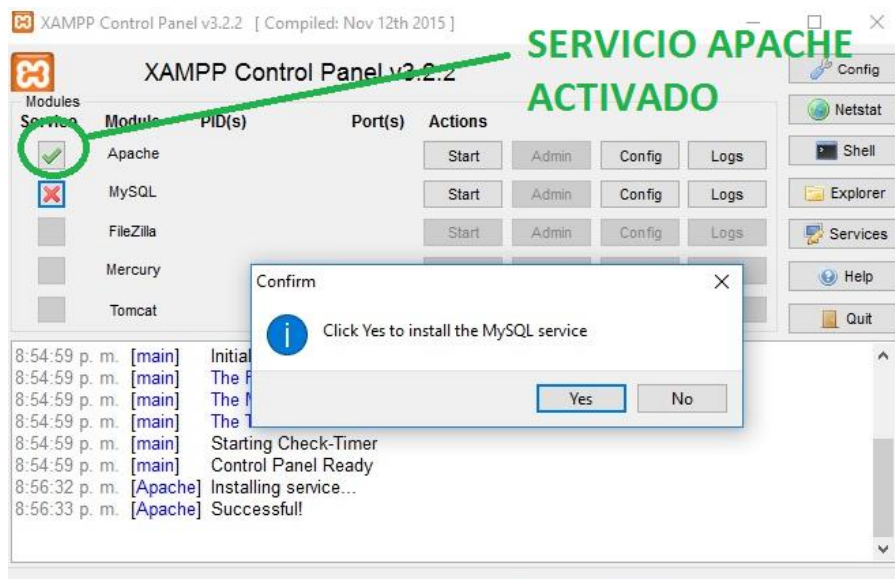 XAMPP Control Panel v3.2.2 [ Compiled: Nov 12th 2015 ]
SERVICIO APACHE
ACTIVADO
XAMPP Control Panel v3.2.2
Config
Modules
Service Module PID(s) Port(s) Actions
Netstat
Apache Start Admin Config Logs
Shell
MySQL Start Admin Config Logs
Explorer
FileZilla Start Admin Config Logs
Services
Mercury
Help
Tomcat
Quit
Confirm
Click Yes to install the MySQL service
Yes No
8:54:59 p. m. [main] Initial
8:54:59 p. m. [main] The
8:54:59 p. m. [main] The
8:54:59 p. m. [main] The
8:54:59 p. m. [main] Starting Check-Timer
8:54:59 p. m. [main] Control Panel Ready
8:56:32 p. m. [Apache] Installing service...
8:56:33 p. m. [Apache] Successful!